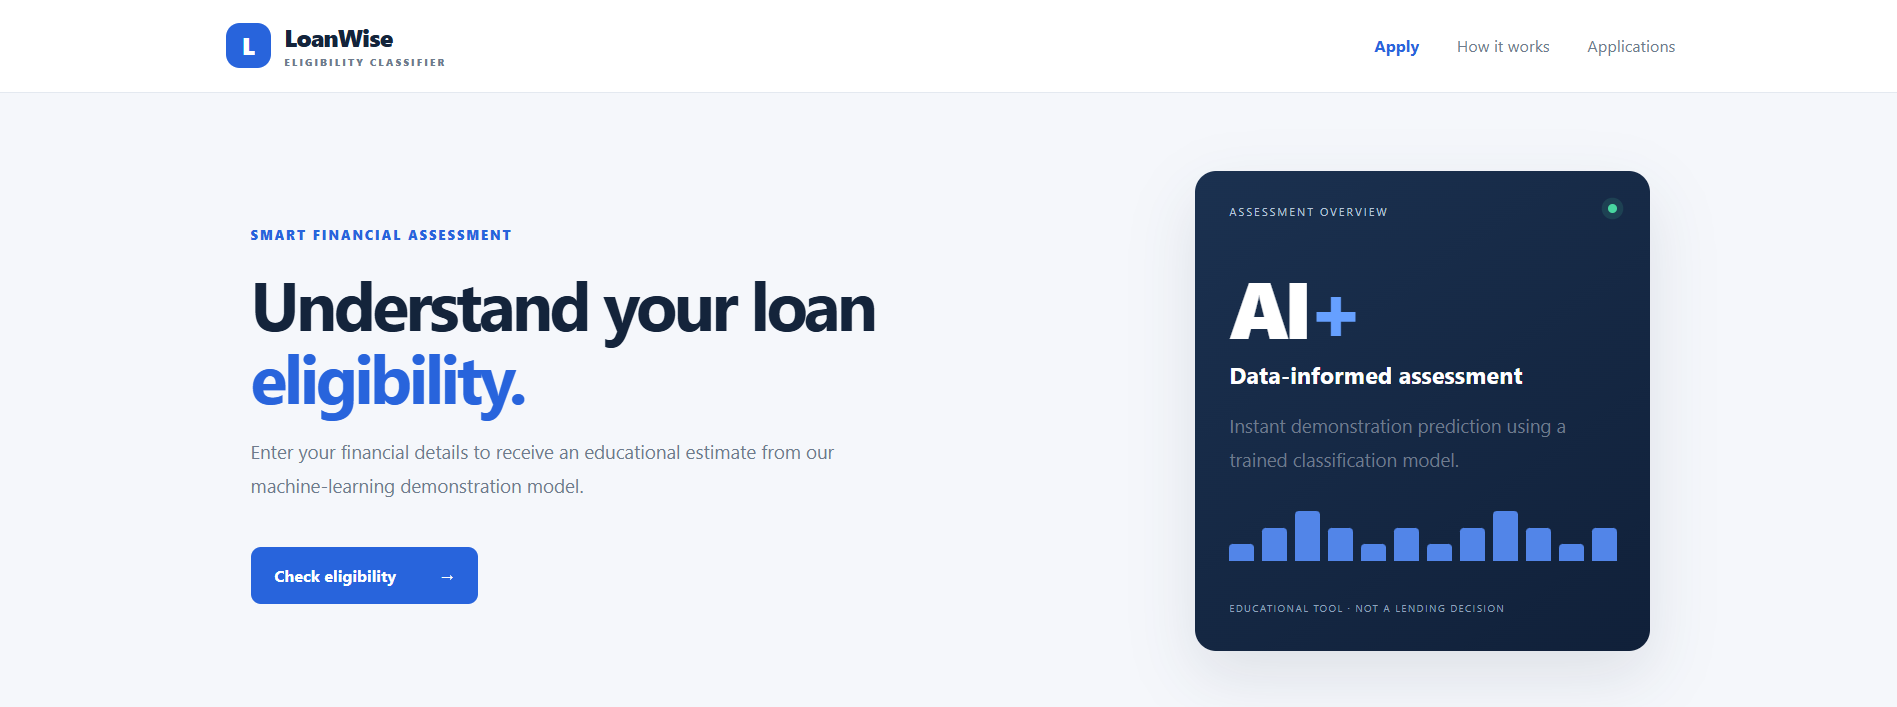 L
LoanWise
ELIGIBILITY CLASSIFIER
Apply
How it works
Applications
SMART FINANCIAL ASSESSMENT
Understand your loan
eligibility.
Enter your financial details to receive an educational estimate from our
machine-learning demonstration model.
Check eligibility →
ASSESSMENT OVERVIEW
AI+
Data-informed assessment
Instant demonstration prediction using a
trained classification model.
EDUCATIONAL TOOL · NOT A LENDING DECISION